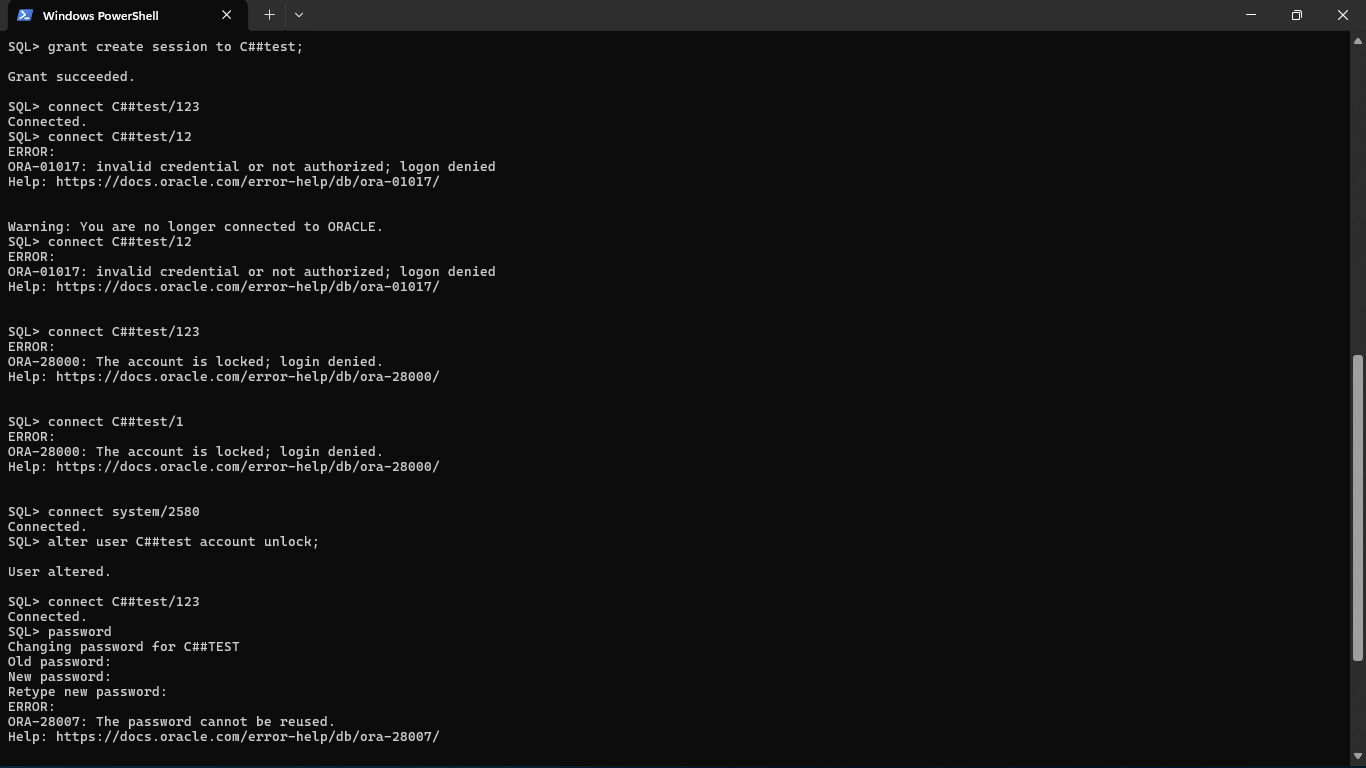 Windows PowerShell
SQL> grant create session to C##test;
Grant succeeded.
SQL> connect C##test/123
Connected.
SQL> connect C##test/12
ERROR:
ORA-01017: invalid credential or not authorized; logon denied
Help: https://docs.oracle.com/error-help/db/ora-01017/
Warning: You are no longer connected to ORACLE.
SQL> connect C##test/12
ERROR:
ORA-01017: invalid credential or not authorized; logon denied
Help: https://docs.oracle.com/error-help/db/ora-01017/
SQL> connect C##test/123
ERROR:
ORA-28000: The account is locked; login denied.
Help: https://docs.oracle.com/error-help/db/ora-28000/
SQL> connect C##test/1
ERROR:
ORA-28000: The account is locked; login denied.
Help: https://docs.oracle.com/error-help/db/ora-28000/
SQL> connect system/2580
Connected.
SQL> alter user C##test account unlock;
User altered.
SQL> connect C##test/123
Connected.
SQL> password
Changing password for C##TEST
Old password:
New password:
Retype new password:
ERROR:
ORA-28007: The password cannot be reused.
Help: https://docs.oracle.com/error-help/db/ora-28007/